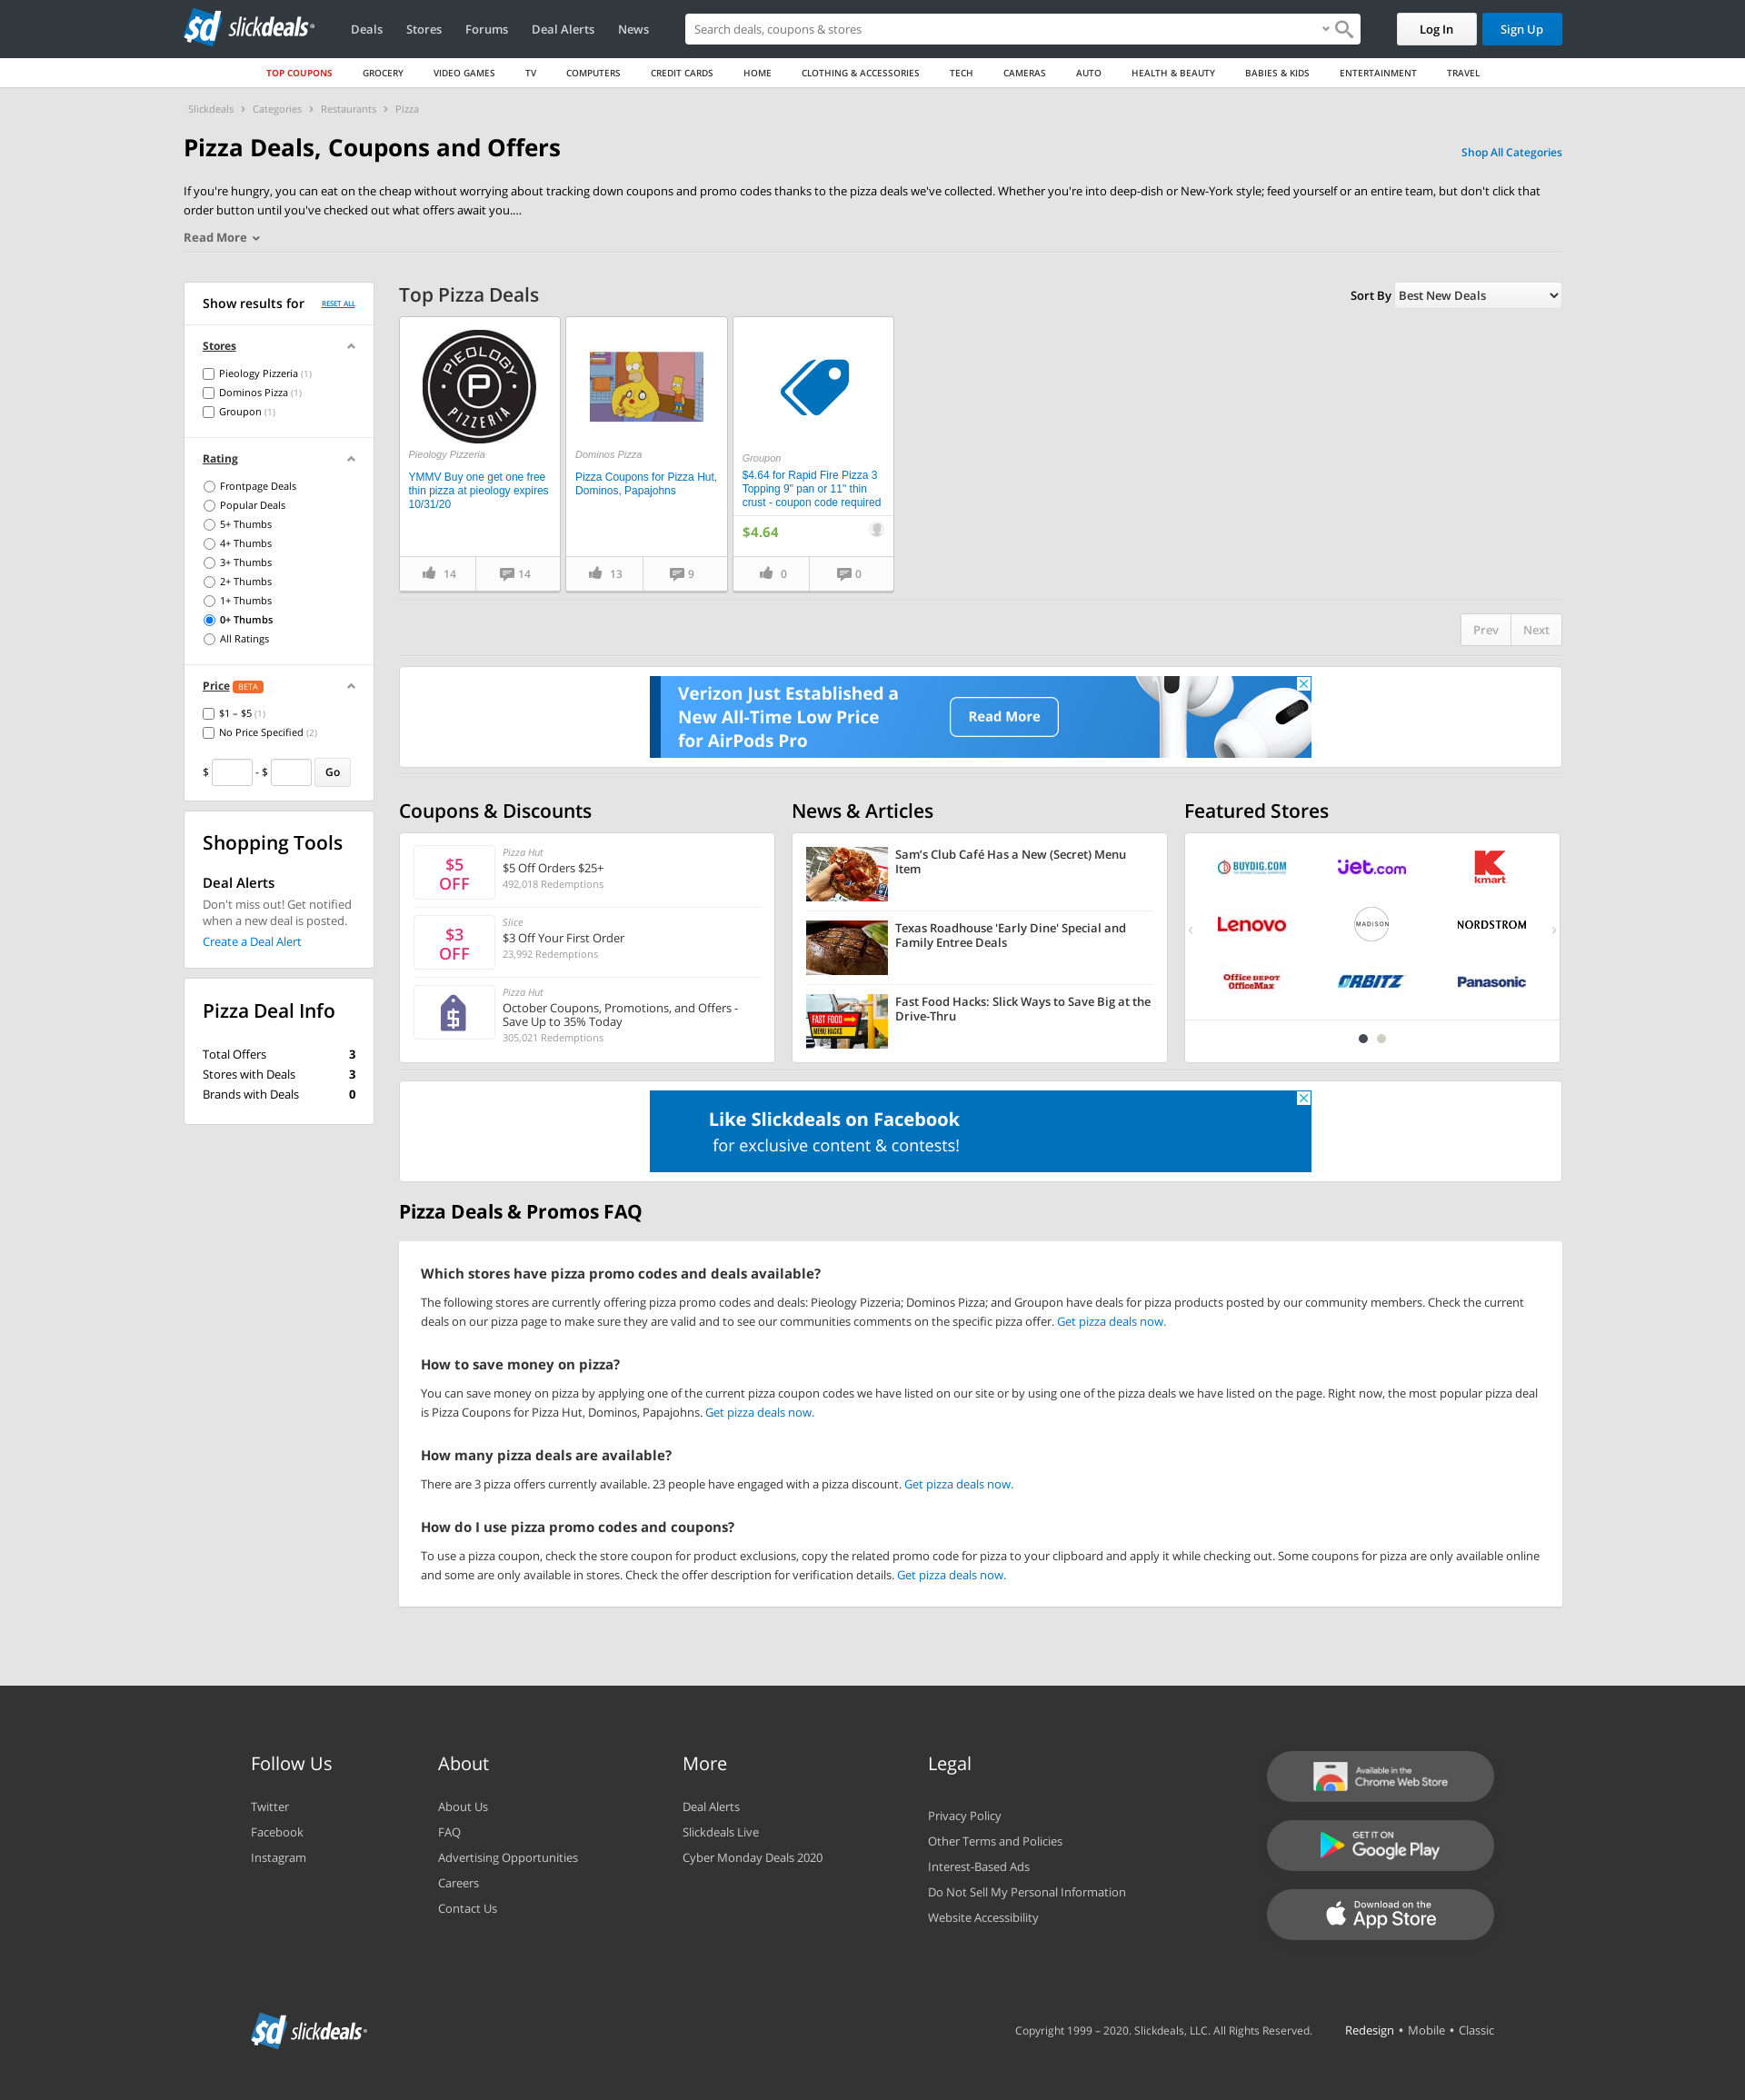 $d slickdeals
Deals Stores Forums Deal Alerts News
Search deals, coupons & stores
Log In Sign Up
TOP COUPONS GROCERY VIDEO GAMES TV COMPUTERS CREDIT CARDS HOME CLOTHING & ACCESSORIES TECH CAMERAS AUTO HEALTH & BEAUTY BABIES & KIDS ENTERTAINMENT TRAVEL
Slickdeals › Categories › Restaurants › Pizza
Pizza Deals, Coupons and Offers
Shop All Categories
If you're hungry, you can eat on the cheap without worrying about tracking down coupons and promo codes thanks to the pizza deals we've collected. Whether you're into deep-dish or New-York style; feed yourself or an entire team, but don't click that
order button until you've checked out what offers await you....
Read More
Show results for RESET ALL
Stores
Pieology Pizzeria (1)
Dominos Pizza (1)
Groupon (1)
Rating
Frontpage Deals
Popular Deals
5+ Thumbs
4+ Thumbs
3+ Thumbs
2+ Thumbs
1+ Thumbs
0+ Thumbs
All Ratings
Price BETA
$1 – $5 (1)
No Price Specified (2)
$ - $ Go
Shopping Tools
Deal Alerts
Don't miss out! Get notified
when a new deal is posted.
Create a Deal Alert
Pizza Deal Info
Total Offers 3
Stores with Deals 3
Brands with Deals 0
Top Pizza Deals
Sort By Best New Deals
PIEOLOGY
P
PIZZERIA
Pieology Pizzeria
YMMV Buy one get one free
thin pizza at pieology expires
10/31/20
14 14
Dominos Pizza
Pizza Coupons for Pizza Hut,
Dominos, Papajohns
13 9
Groupon
$4.64 for Rapid Fire Pizza 3
Topping 9" pan or 11" thin
crust - coupon code required
$4.64
0 0
Prev Next
Verizon Just Established a
New All-Time Low Price
for AirPods Pro
Read More
Coupons & Discounts
$5
OFF
Pizza Hut
$5 Off Orders $25+
492,018 Redemptions
$3
OFF
Slice
$3 Off Your First Order
23,992 Redemptions
Pizza Hut
October Coupons, Promotions, and Offers -
Save Up to 35% Today
305,021 Redemptions
News & Articles
Sam's Club Café Has a New (Secret) Menu
Item
Texas Roadhouse 'Early Dine' Special and
Family Entree Deals
FAST FOOD
MENU HACKS
Fast Food Hacks: Slick Ways to Save Big at the
Drive-Thru
Featured Stores
BUYDIG.COM
jet.com
K
kmart
Lenovo
MADISON
NORDSTROM
Office DEPOT
OfficeMax
ORBITZ
Panasonic
Like Slickdeals on Facebook
for exclusive content & contests!
Pizza Deals & Promos FAQ
Which stores have pizza promo codes and deals available?
The following stores are currently offering pizza promo codes and deals: Pieology Pizzeria; Dominos Pizza; and Groupon have deals for pizza products posted by our community members. Check the current
deals on our pizza page to make sure they are valid and to see our communities comments on the specific pizza offer. Get pizza deals now.
How to save money on pizza?
You can save money on pizza by applying one of the current pizza coupon codes we have listed on our site or by using one of the pizza deals we have listed on the page. Right now, the most popular pizza deal
is Pizza Coupons for Pizza Hut, Dominos, Papajohns. Get pizza deals now.
How many pizza deals are available?
There are 3 pizza offers currently available. 23 people have engaged with a pizza discount. Get pizza deals now.
How do I use pizza promo codes and coupons?
To use a pizza coupon, check the store coupon for product exclusions, copy the related promo code for pizza to your clipboard and apply it while checking out. Some coupons for pizza are only available online
and some are only available in stores. Check the offer description for verification details. Get pizza deals now.
Follow Us
Twitter
Facebook
Instagram
About
About Us
FAQ
Advertising Opportunities
Careers
Contact Us
More
Deal Alerts
Slickdeals Live
Cyber Monday Deals 2020
Legal
Privacy Policy
Other Terms and Policies
Interest-Based Ads
Do Not Sell My Personal Information
Website Accessibility
Available in the
Chrome Web Store
GET IT ON
Google Play
Download on the
App Store
$d slickdeals
Copyright 1999 – 2020. Slickdeals, LLC. All Rights Reserved.
Redesign • Mobile • Classic